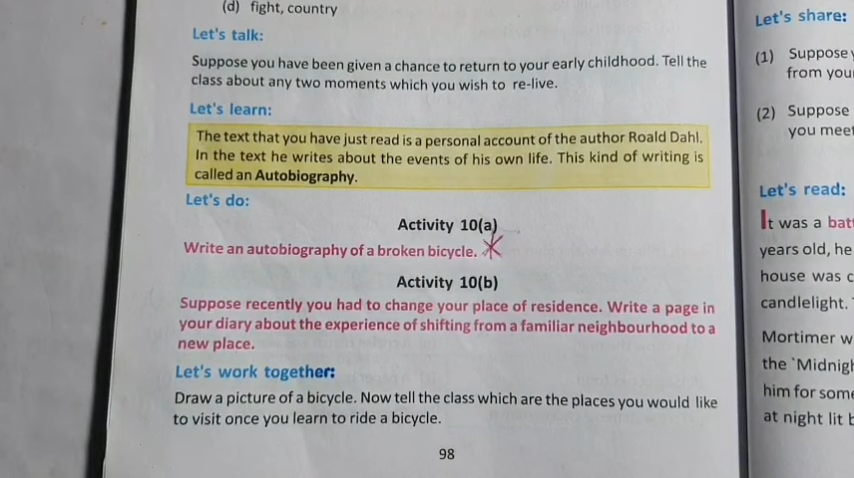 (d) fight, country
Let's talk:
Suppose you have been given a chance to return to your early childhood. Tell the
class about any two moments which you wish to re-live.
Let's learn:
The text that you have just read is a personal account of the author Roald Dahl.
In the text he writes about the events of his own life. This kind of writing is
called an Autobiography.
Let's do:
Activity 10(a)
Write an autobiography of a broken bicycle.
Activity 10(b)
Suppose recently you had to change your place of residence. Write a page in
your diary about the experience of shifting from a familiar neighbourhood to a
new place.
Let's work together:
Draw a picture of a bicycle. Now tell the class which are the places you would like
to visit once you learn to ride a bicycle.
98
Let's share:
(1) Suppose
from
(2) Suppose
you
Let's read:
It was a
years old, he
house was
candlelight.
Mortimer
the
him for
at night lit